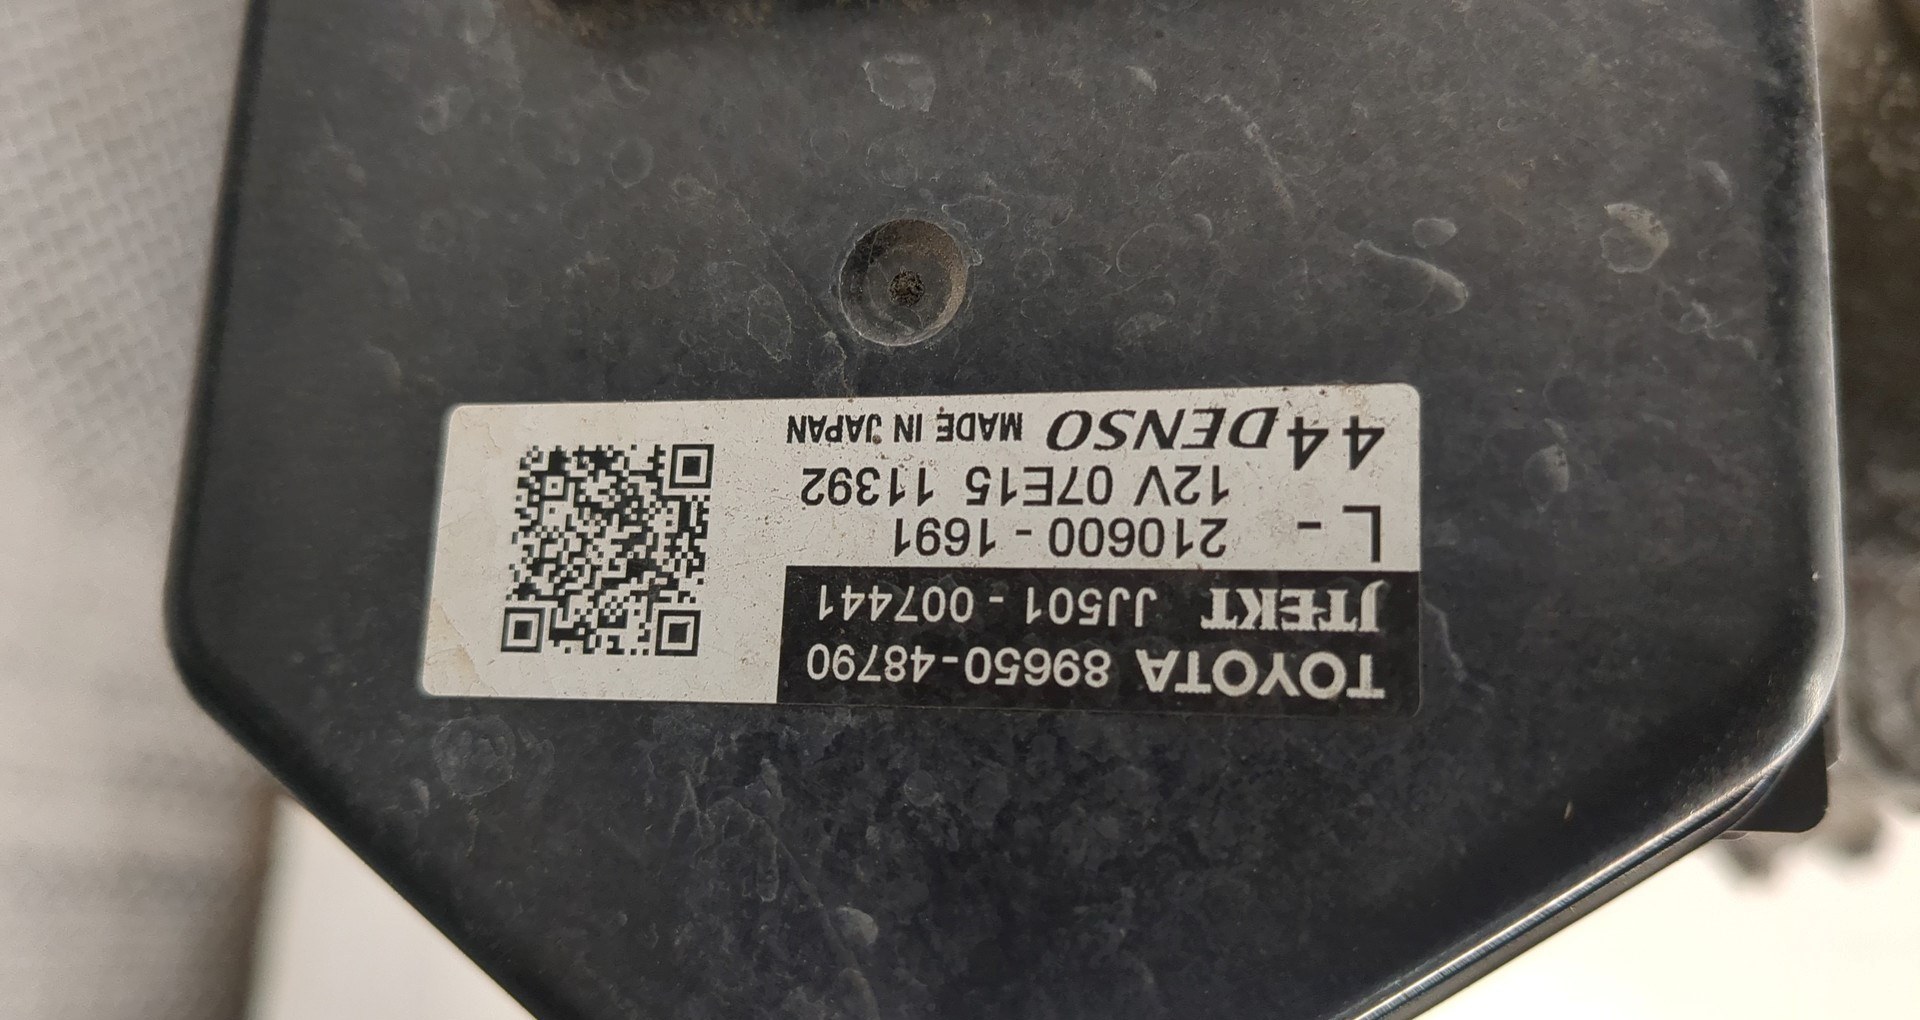 TOYOTA 89650-48790
JTEKT JJ501 - 007441
L - 210600 - 1691
12V 07E15 11392
44 DENSO MADE IN JAPAN